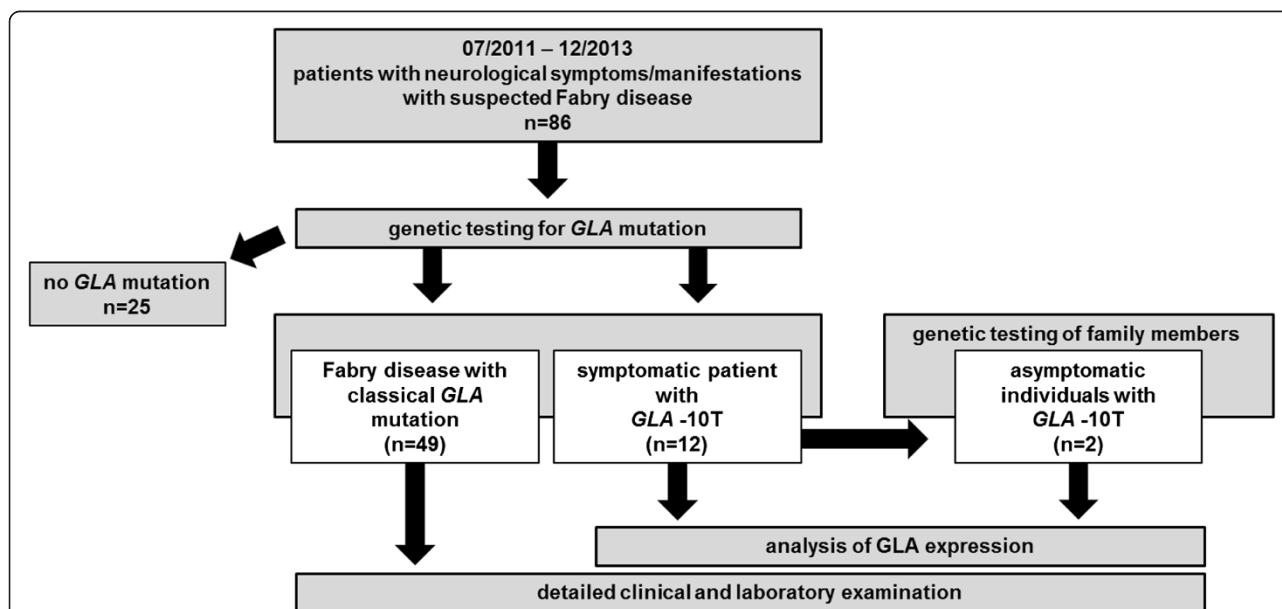 07/2011 – 12/2013
patients with neurological symptoms/manifestations
with suspected Fabry disease
n=86
genetic testing for GLA mutation
no GLA mutation
n=25
Fabry disease with
classical GLA
mutation
(n=49)
symptomatic patient
with
GLA -10T
(n=12)
genetic testing of family members
asymptomatic
individuals with
GLA -10T
(n=2)
analysis of GLA expression
detailed clinical and laboratory examination